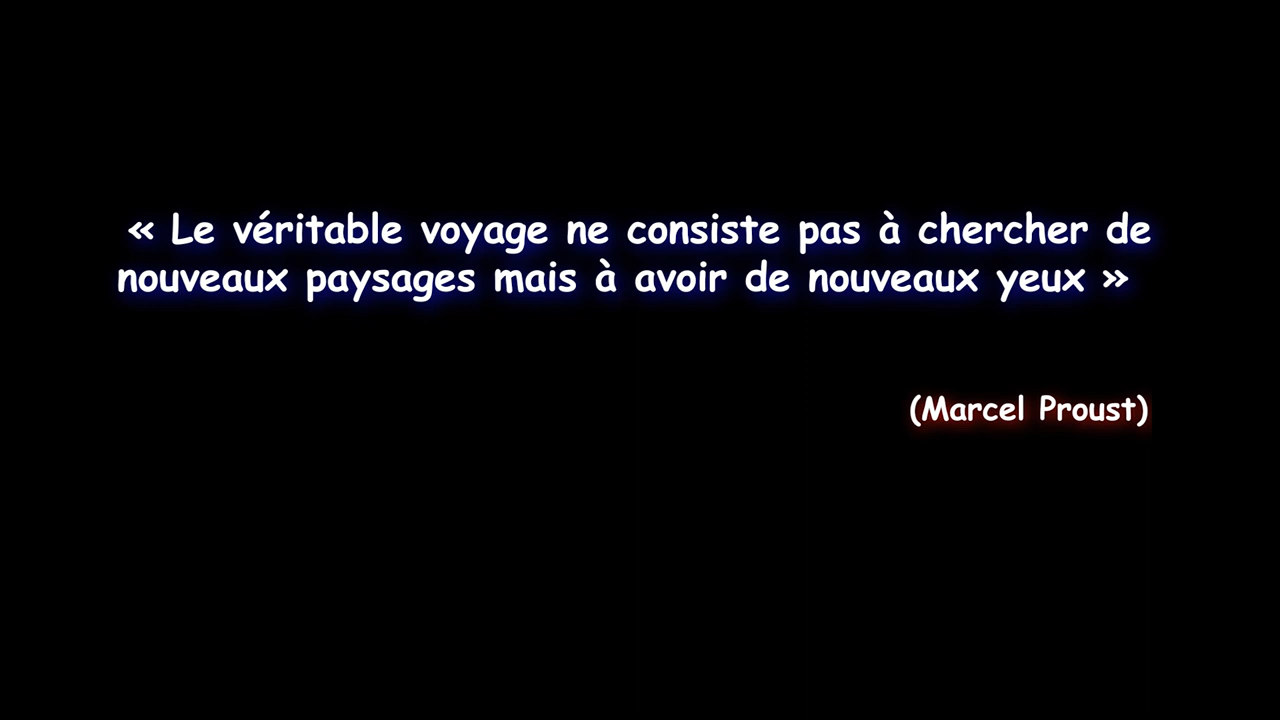 « Le véritable voyage ne consiste pas à chercher de
nouveaux paysages mais à avoir de nouveaux yeux »
(Marcel Proust)